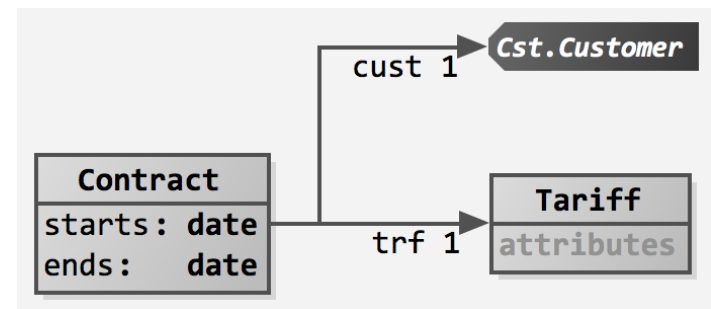 Cst.Customer
cust 1
Contract
starts: date
ends: date
trf 1
Tariff
attributes